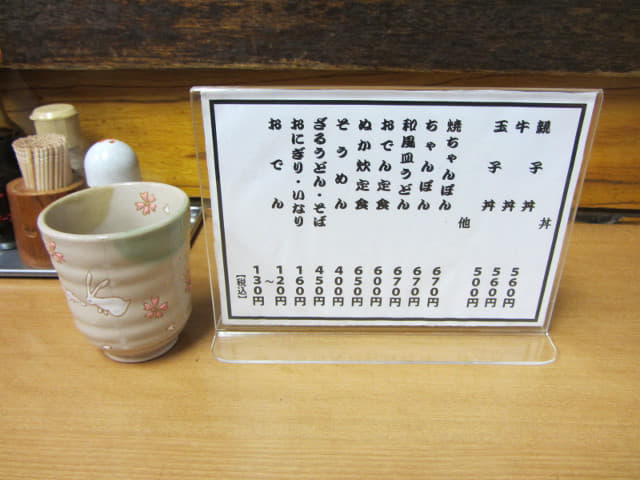 親子丼 560円
牛丼 560円
玉子丼 500円
他
焼ちゃんぽん 670円
ちゃんぽん 670円
和風皿うどん 670円
おでん定食 600円
ぬか炊定食 650円
そうめん 400円
ざるうどん・そば 450円
おにぎり・いなり 160円
おでん 120円
～
130円
【税込】